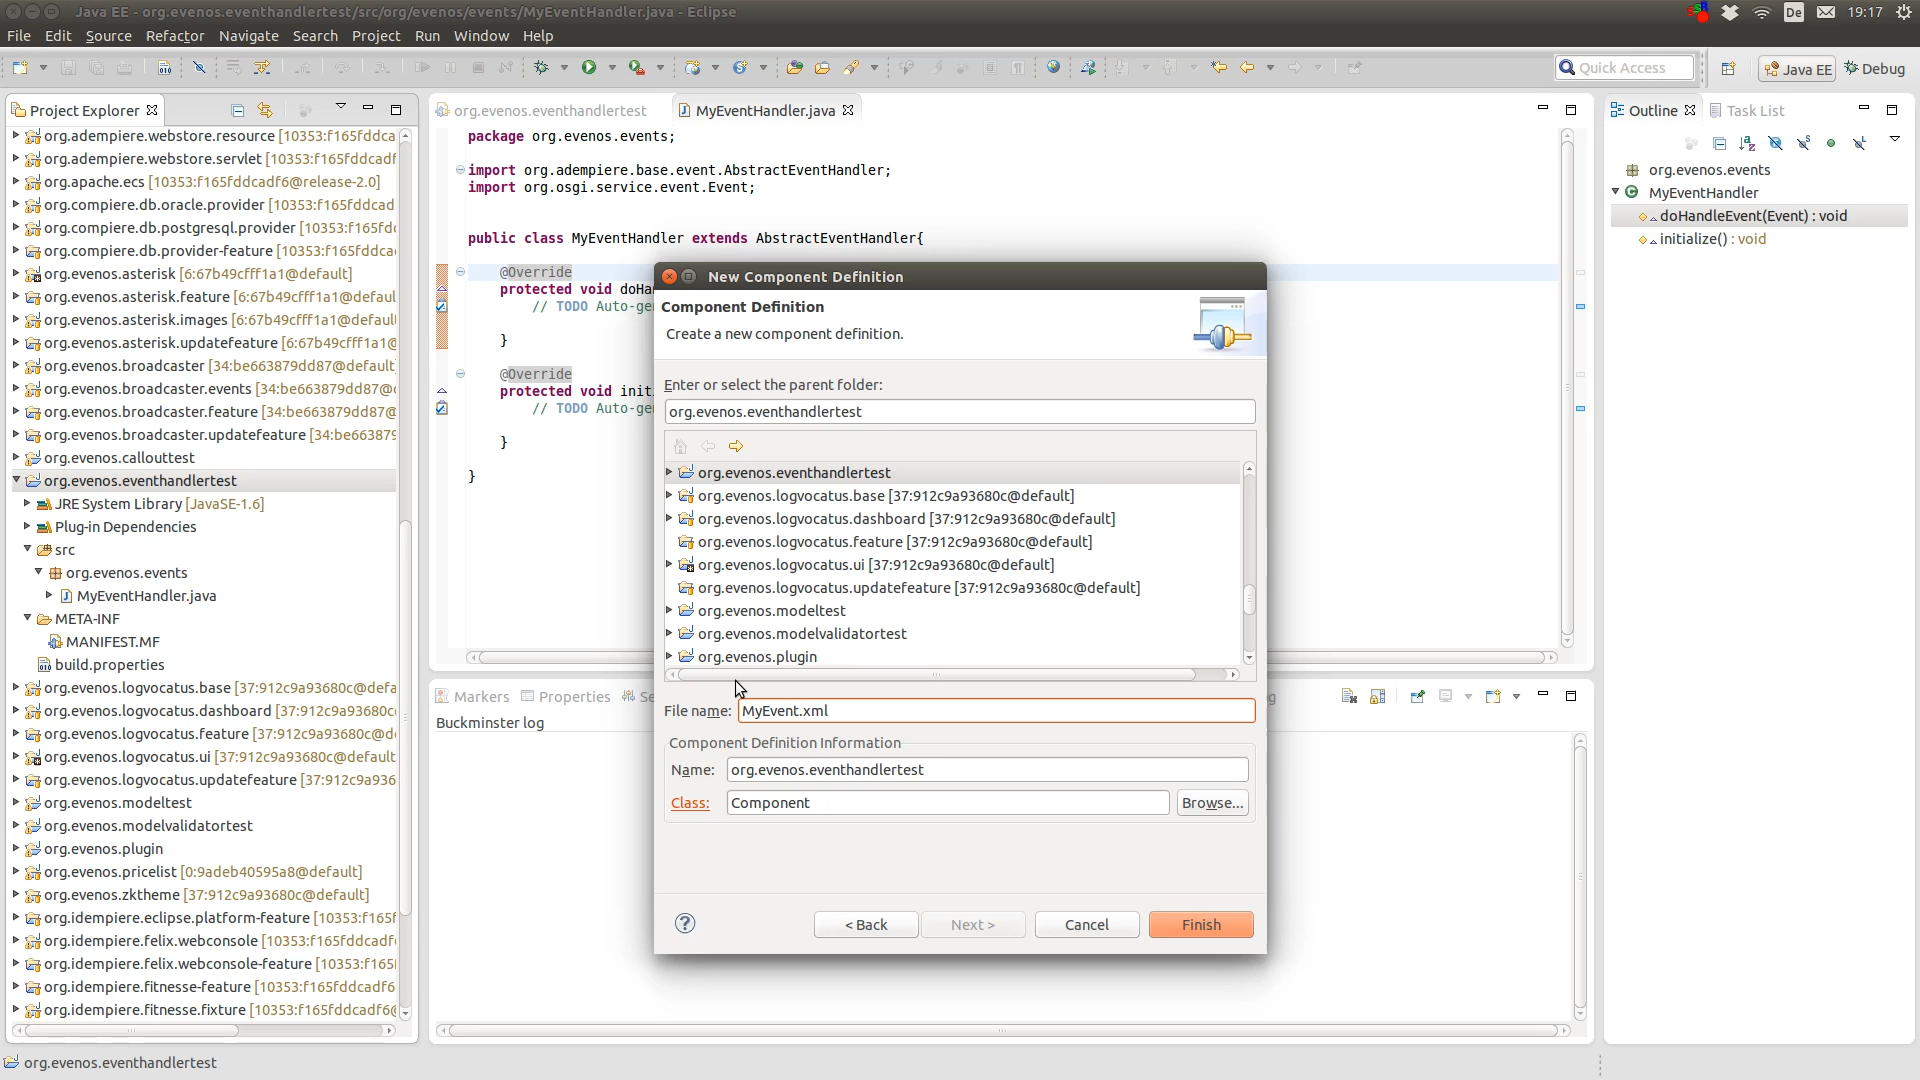 Java EE - org.evenos.eventhandlertest/src/org/evenos/events/MyEventHandler.java - Eclipse
De
19:17
File Edit Source Refactor Navigate Search Project Run Window Help
Quick Access
Java EE
Debug
Project Explorer
org.adempiere.webstore.resource [10353:f165fddca
org.adempiere.webstore.servlet [10353:f165fddcadf
org.apache.ecs [10353:f165fddcadf6@release-2.0]
org.compiere.db.oracle.provider [10353:f165fddcad
org.compiere.db.postgresql.provider [10353:f165fd
org.compiere.db.provider-feature [10353:f165fddca
org.evenos.asterisk [6:67b49cfff1a1@default]
org.evenos.asterisk.feature [6:67b49cfff1a1@defaul
org.evenos.asterisk.images [6:67b49cfff1a1@defaul
org.evenos.asterisk.updatefeature [6:67b49cfff1a1@
org.evenos.broadcaster [34:be663879dd87@default
org.evenos.broadcaster.events [34:be663879dd87@
org.evenos.broadcaster.feature [34:be663879dd87@
org.evenos.broadcaster.updatefeature [34:be66387
org.evenos.callouttest
org.evenos.eventhandlertest
JRE System Library [JavaSE-1.6]
Plug-in Dependencies
src
org.evenos.events
MyEventHandler.java
META-INF
MANIFEST.MF
build.properties
org.evenos.logvocatus.base [37:912c9a93680c@defa
org.evenos.logvocatus.dashboard [37:912c9a93680c
org.evenos.logvocatus.feature [37:912c9a93680c@d
org.evenos.logvocatus.ui [37:912c9a93680c@default
org.evenos.logvocatus.updatefeature [37:912c9a936
org.evenos.modeltest
org.evenos.modelvalidatortest
org.evenos.plugin
org.evenos.pricelist [0:9adeb40595a8@default]
org.evenos.zktheme [37:912c9a93680c@default]
org.idempiere.eclipse.platform-feature [10353:f165f
org.idempiere.felix.webconsole [10353:f165fddcadf
org.idempiere.felix.webconsole-feature [10353:f165
org.idempiere.fitnesse-feature [10353:f165fddcadf6
org.idempiere.fitnesse.fixture [10353:f165fddcadf6@
org.evenos.eventhandlertest
org.evenos.eventhandlertest
MyEventHandler.java
package org.evenos.events;
import org.adempiere.base.event.AbstractEventHandler;
import org.osgi.service.event.Event;
public class MyEventHandler extends AbstractEventHandler{
@Override
protected void doHa
// TODO Auto-ge
}
@Override
protected void init
// TODO Auto-ge
}
}
New Component Definition
Component Definition
Create a new component definition.
Enter or select the parent folder:
org.evenos.eventhandlertest
org.evenos.eventhandlertest
org.evenos.logvocatus.base [37:912c9a93680c@default]
org.evenos.logvocatus.dashboard [37:912c9a93680c@default]
org.evenos.logvocatus.feature [37:912c9a93680c@default]
org.evenos.logvocatus.ui [37:912c9a93680c@default]
org.evenos.logvocatus.updatefeature [37:912c9a93680c@default]
org.evenos.modeltest
org.evenos.modelvalidatortest
org.evenos.plugin
File name: MyEvent.xml
Component Definition Information
Name: org.evenos.eventhandlertest
Class: Component Browse...
< Back Next > Cancel Finish
Markers Properties Se
Buckminster log
Outline Task List
org.evenos.events
MyEventHandler
doHandleEvent(Event) : void
initialize() : void